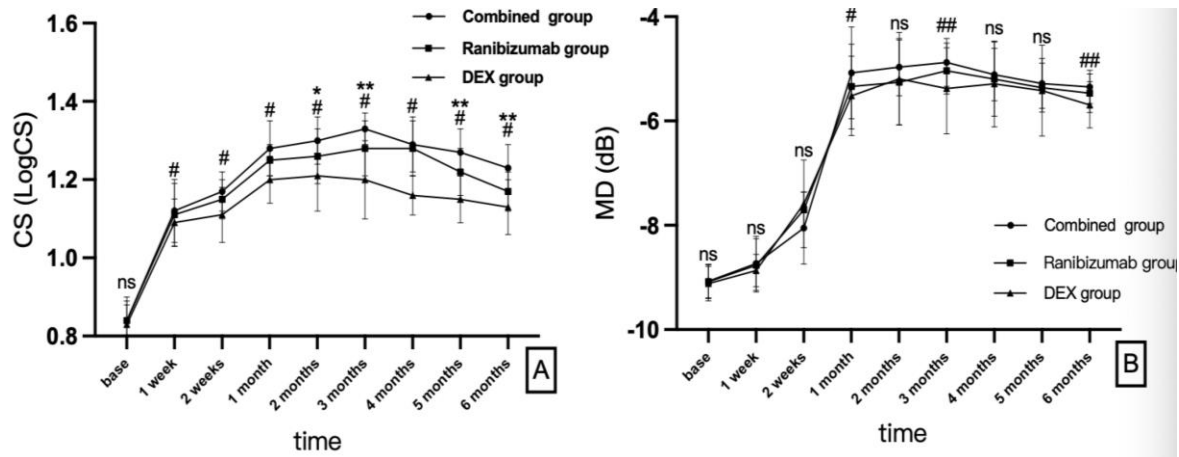 1.6
1.4
1.2
1.0
0.8
CS (LogCS)
Combined group
Ranibizumab group
DEX group
ns
#
#
#
*
#
**
#
#
**
#
**
#
base
1 week
2 weeks
1 month
2 months
3 months
4 months
5 months
6 months
time
A
-4
-6
-8
-10
MD (dB)
ns
ns
ns
#
ns
##
ns
ns
##
Combined group
Ranibizumab group
DEX group
base
1 week
2 weeks
1 month
2 months
3 months
4 months
5 months
6 months
time
B